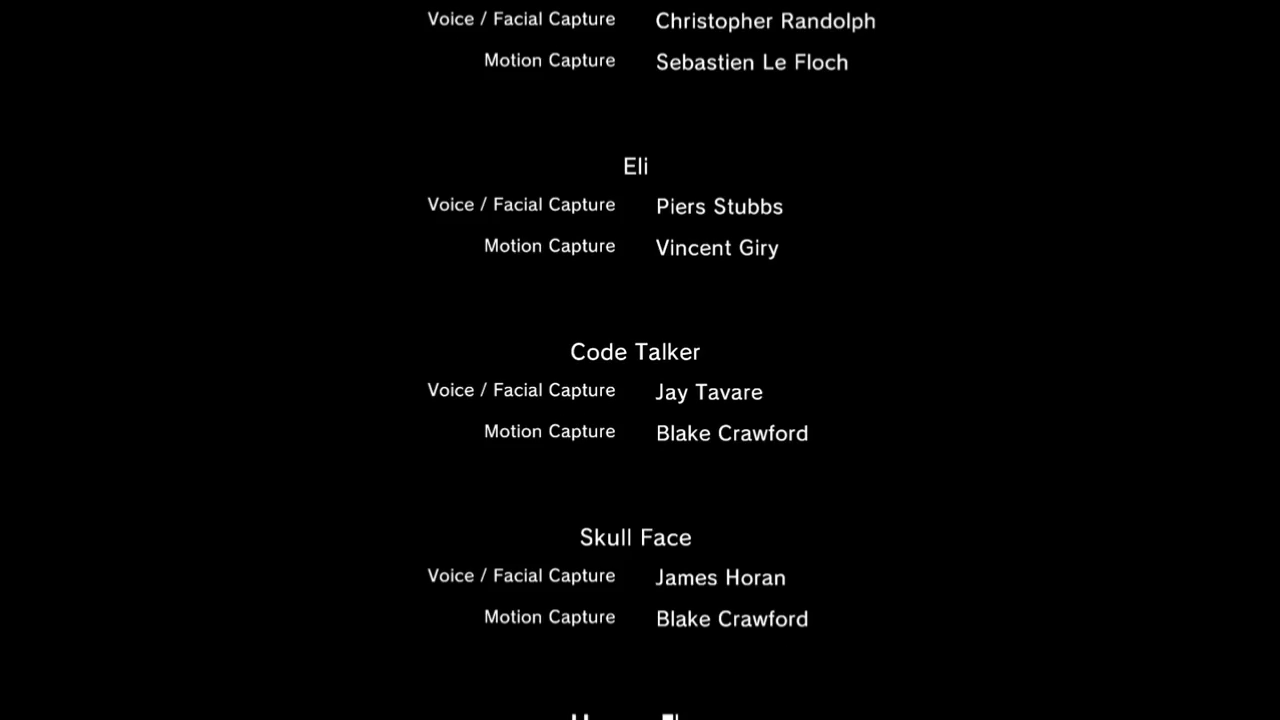 Voice / Facial Capture Christopher Randolph
Motion Capture Sebastien Le Floch
Eli
Voice / Facial Capture Piers Stubbs
Motion Capture Vincent Giry
Code Talker
Voice / Facial Capture Jay Tavare
Motion Capture Blake Crawford
Skull Face
Voice / Facial Capture James Horan
Motion Capture Blake Crawford